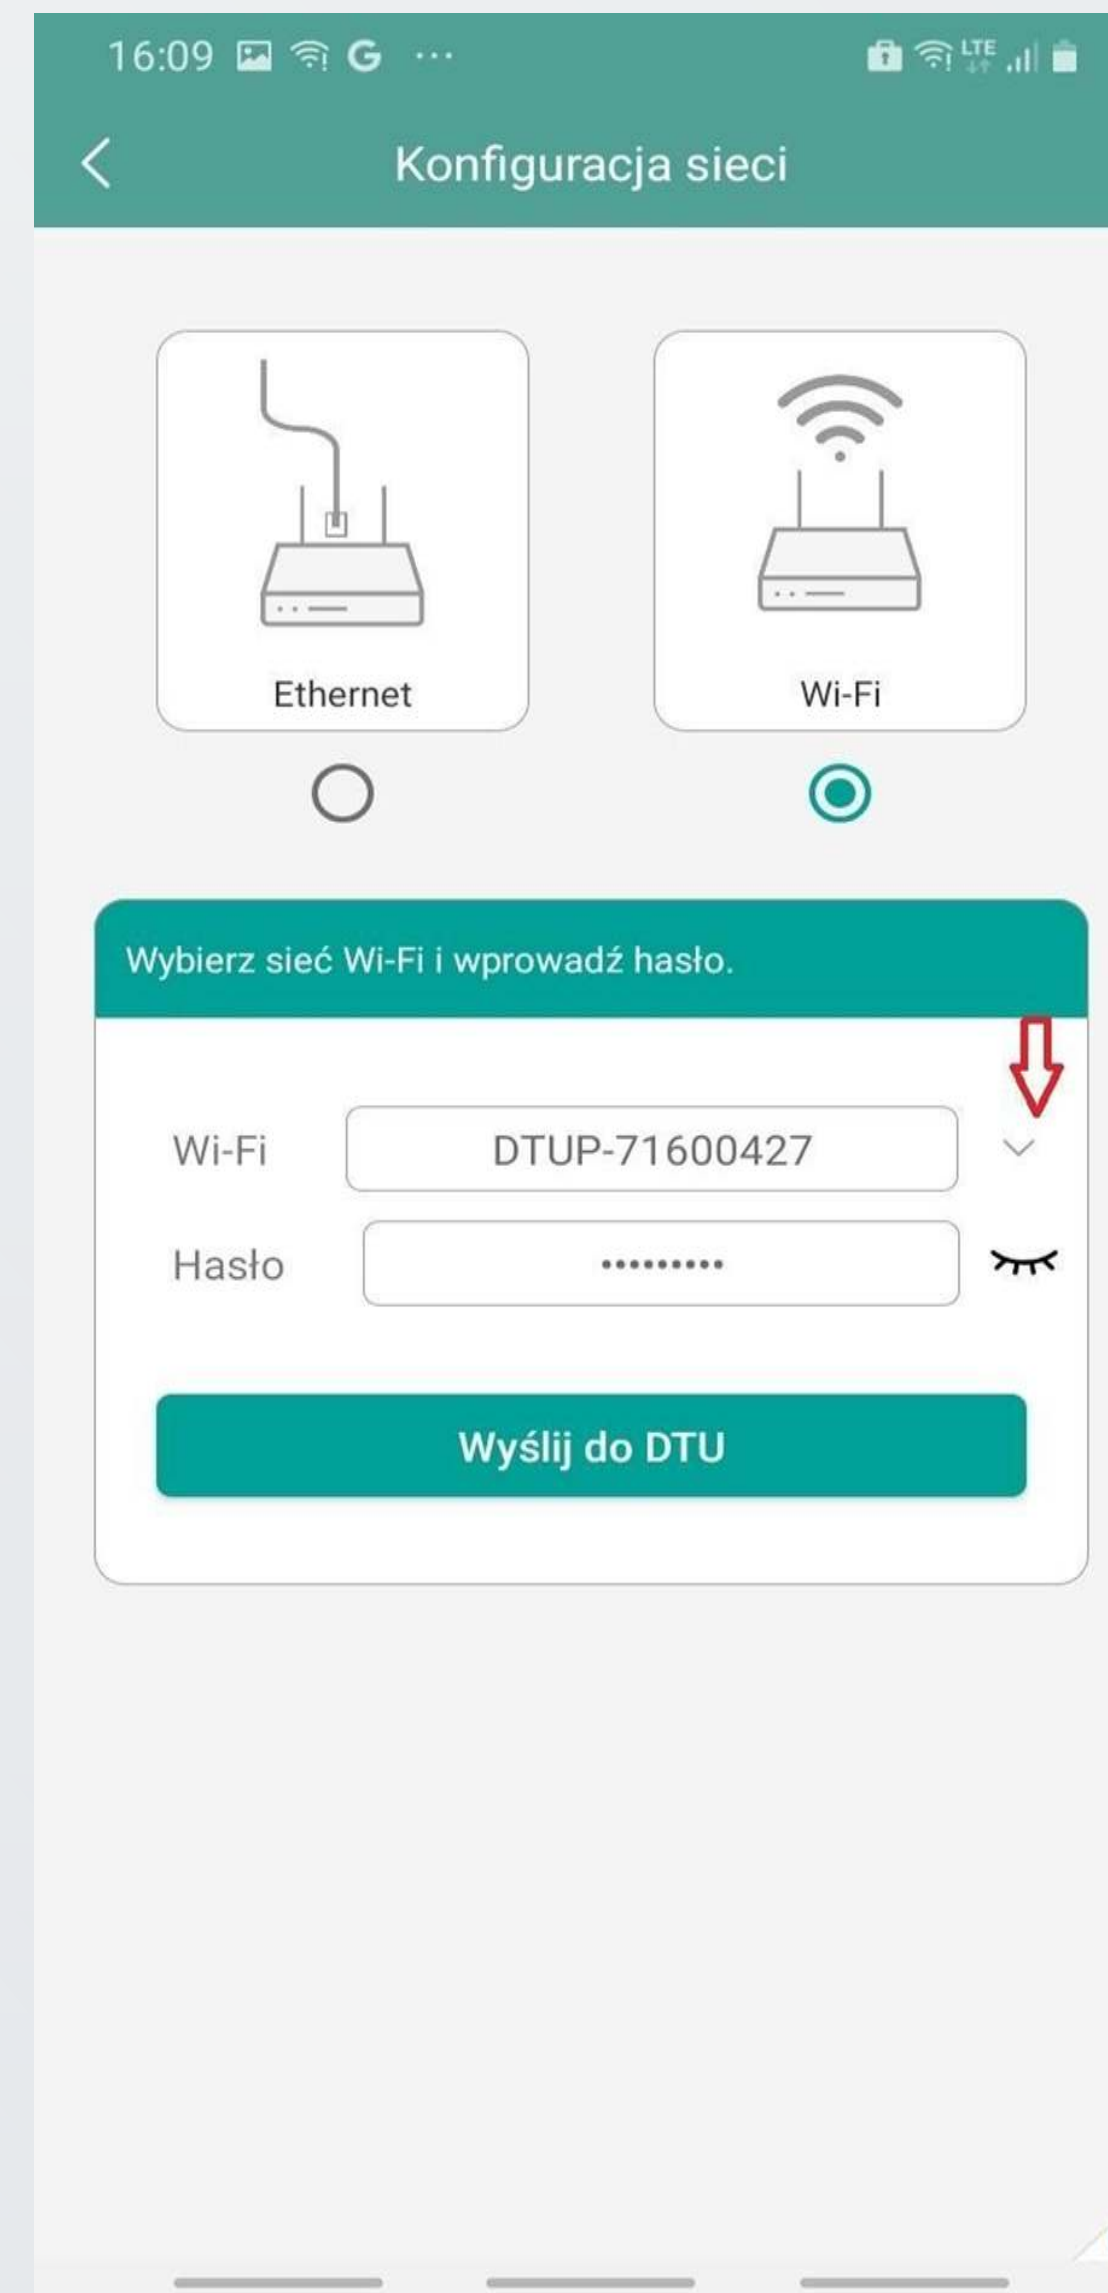 16:09 G ...
LTE
Konfiguracja sieci
Ethernet
Wi-Fi
Wybierz sieć Wi-Fi i wprowadź hasło.
Wi-Fi DTUP-71600427
Hasło •••••••••
Wyślij do DTU